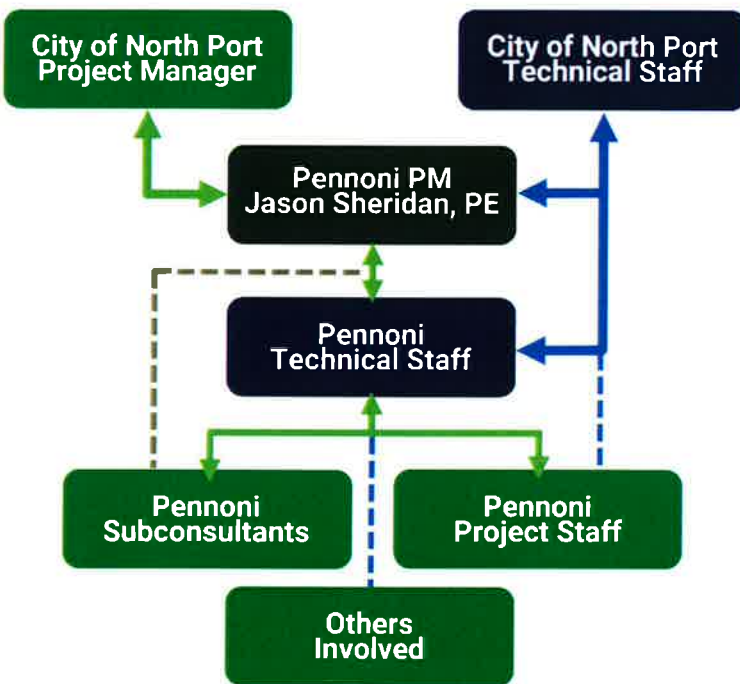 City of North Port
Project Manager
City of North Port
Technical Staff
Pennoni PM
Jason Sheridan, PE
Pennoni
Technical Staff
Pennoni
Subconsultants
Pennoni
Project Staff
Others
Involved